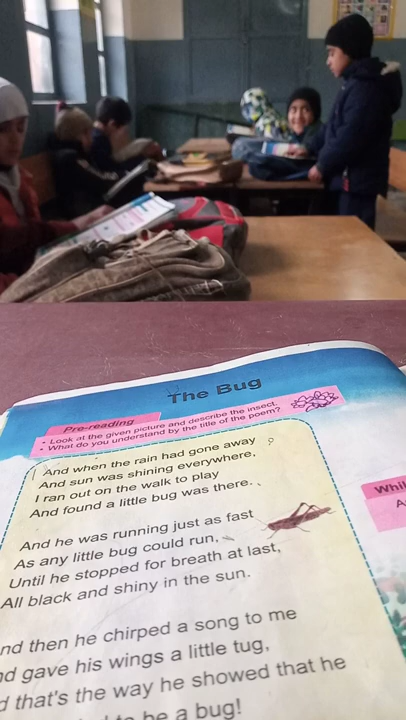 The Bug
Pre-reading
• Look at the given picture and describe the insect.
• What do you understand by the title of the poem?
And when the rain had gone away
And sun was shining everywhere,
I ran out on the walk to play
And found a little bug was there.
And he was running just as fast
As any little bug could run,
Until he stopped for breath at last,
All black and shiny in the sun.
nd then he chirped a song to me
nd gave his wings a little tug,
d that's the way he showed that he
to be a bug!
Whil